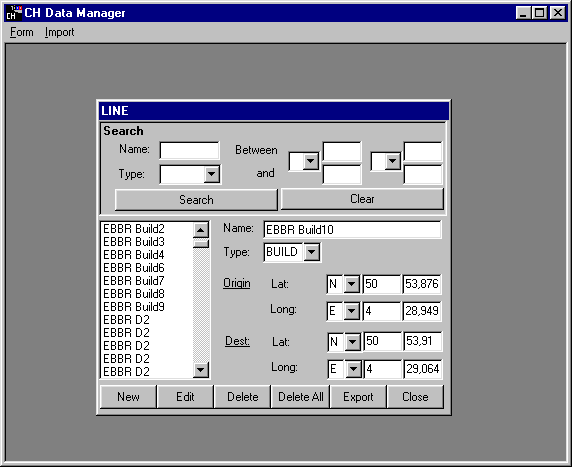 CH CH Data Manager
Form Import
LINE
Search
Name: Between
Type: and
Search Clear
EBBR Build2
EBBR Build3
EBBR Build4
EBBR Build6
EBBR Build7
EBBR Build8
EBBR Build9
EBBR D2
EBBR D2
EBBR D2
EBBR D2
EBBR D2
Name: EBBR Build10
Type: BUILD
Origin Lat: N 50 53,876
Long: E 4 28,949
Dest: Lat: N 50 53,91
Long: E 4 29,064
New Edit Delete Delete All Export Close